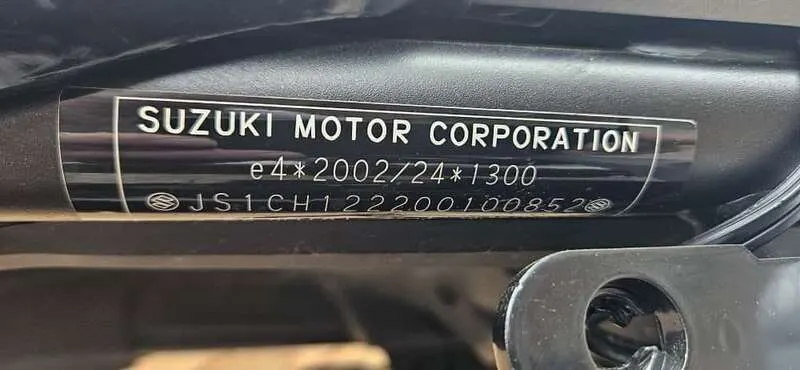 SUZUKI MOTOR CORPORATION
e4*2002/24*1300
JS1CH122200100852